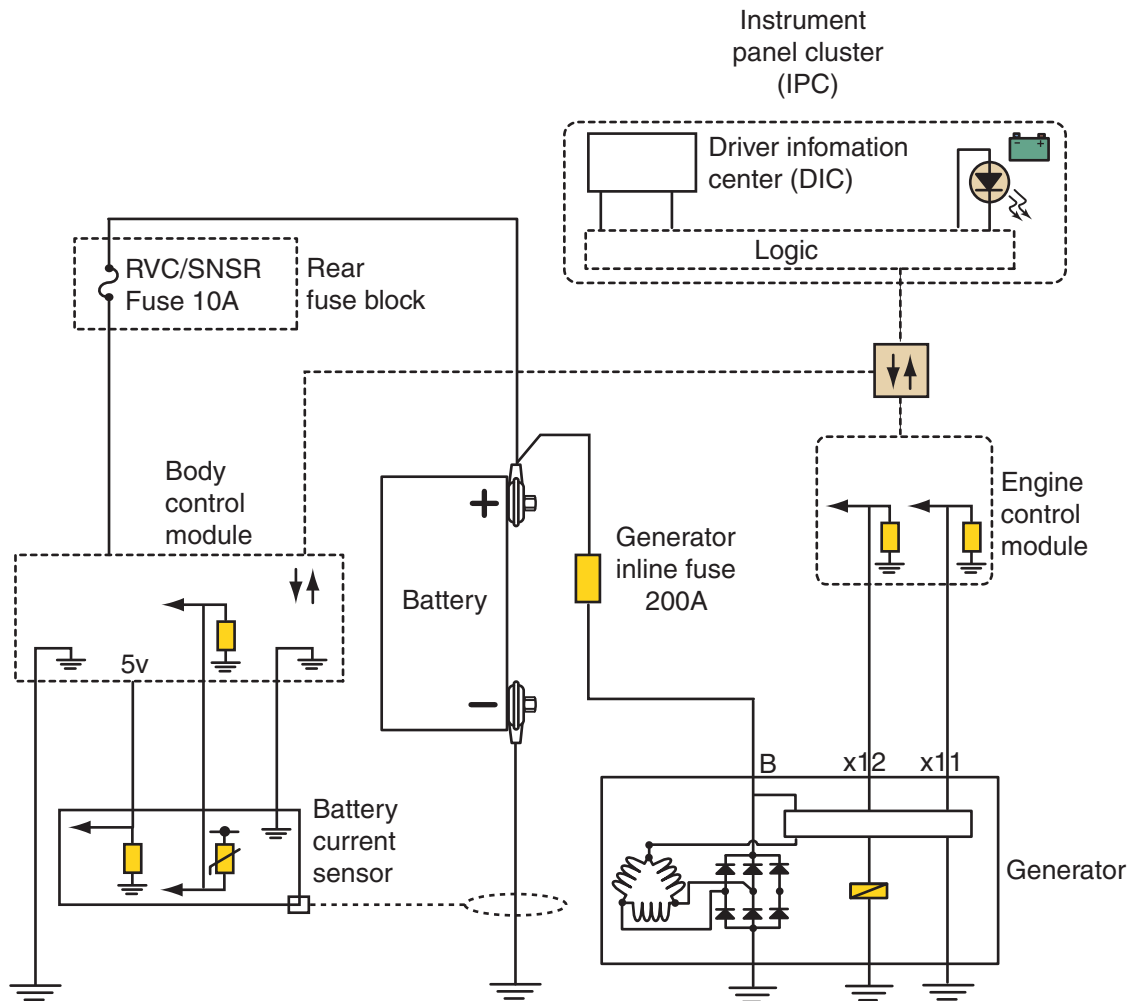 Instrument
panel cluster
(IPC)
Driver infomation
center (DIC)
- +
Logic
RVC/SNSR
Fuse 10A
Rear
fuse block
Body
control
module
5v
+
Battery
−
Generator
inline fuse
200A
Engine
control
module
Battery
current
sensor
B
x12
x11
Generator